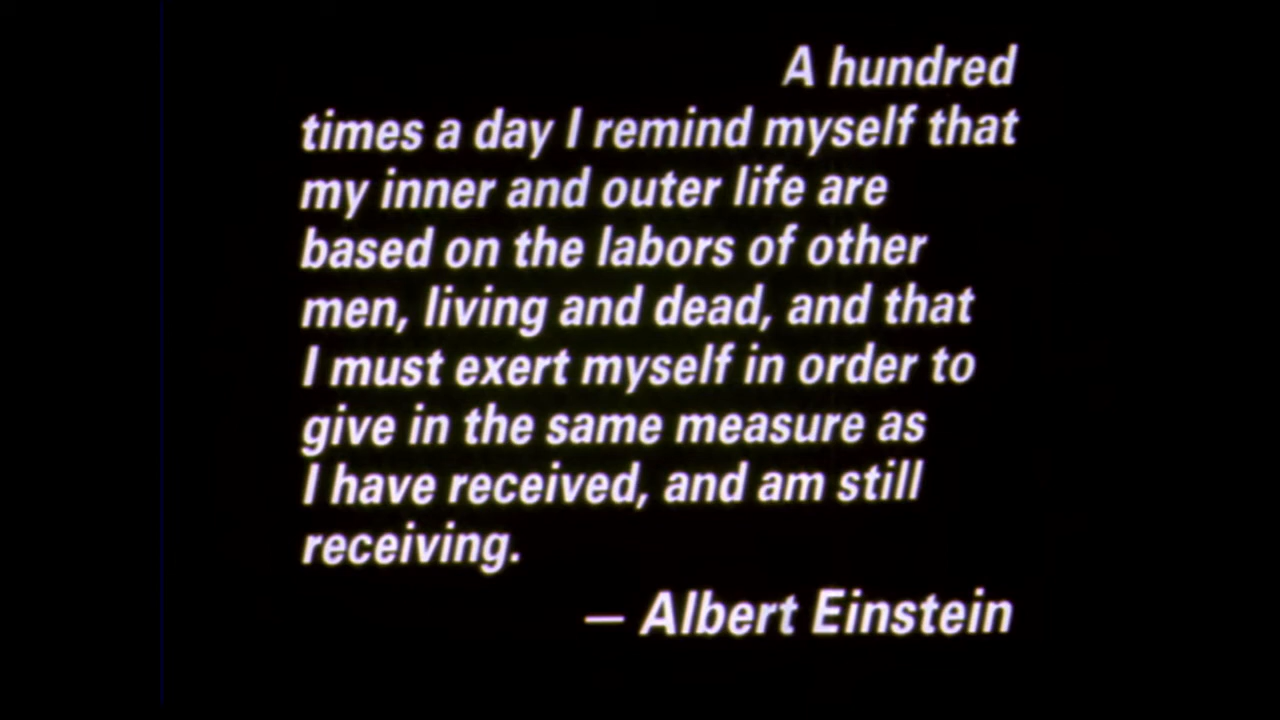 A hundred
times a day I remind myself that
my inner and outer life are
based on the labors of other
men, living and dead, and that
I must exert myself in order to
give in the same measure as
I have received, and am still
receiving.
— Albert Einstein